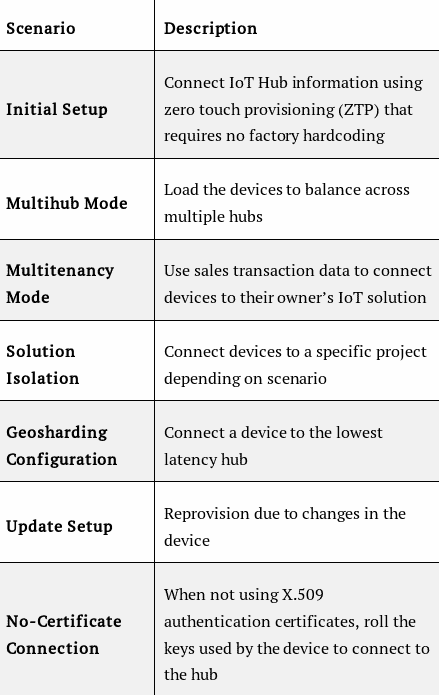 Scenario Description
Initial Setup
Connect IoT Hub information using
zero touch provisioning (ZTP) that
requires no factory hardcoding
Multihub Mode
Load the devices to balance across
multiple hubs
Multitenancy
Mode
Use sales transaction data to connect
devices to their owner’s IoT solution
Solution
Isolation
Connect devices to a specific project
depending on scenario
Geosharding
Configuration
Connect a device to the lowest
latency hub
Update Setup
Reprovision due to changes in the
device
No-Certificate
Connection
When not using X.509
authentication certificates, roll the
keys used by the device to connect to
the hub